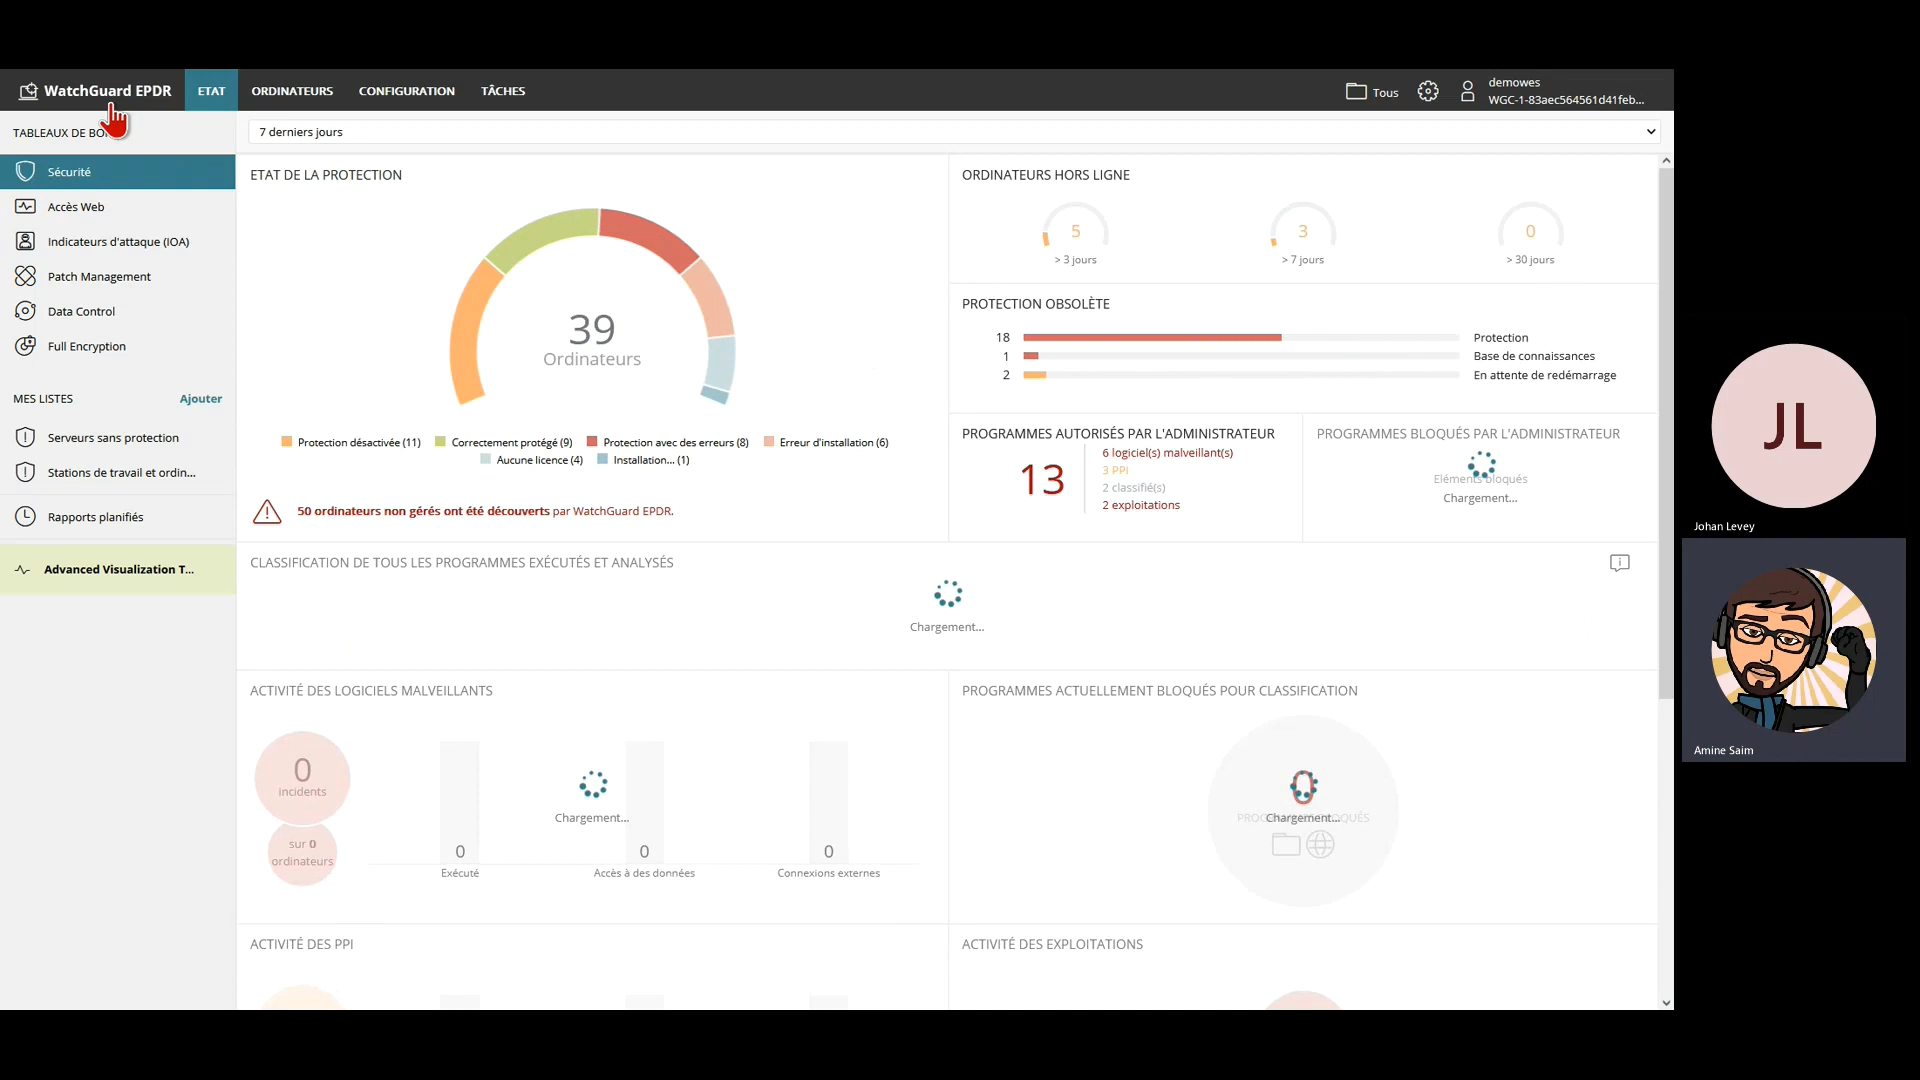 WatchGuard EPDR
ETAT
ORDINATEURS
CONFIGURATION
TÂCHES
Tous
demowes
WGC-1-83aec564561d41feb...
TABLEAUX DE BO
Sécurité
Accès Web
Indicateurs d'attaque (IOA)
Patch Management
Data Control
Full Encryption
MES LISTES
Ajouter
Serveurs sans protection
Stations de travail et ordin...
Rapports planifiés
Advanced Visualization T...
7 derniers jours
ETAT DE LA PROTECTION
39
Ordinateurs
Protection désactivée (11)
Correctement protégé (9)
Protection avec des erreurs (8)
Erreur d'installation (6)
Aucune licence (4)
Installation... (1)
50 ordinateurs non gérés ont été découverts par WatchGuard EPDR.
ORDINATEURS HORS LIGNE
5
> 3 jours
3
> 7 jours
0
> 30 jours
PROTECTION OBSOLÈTE
18 Protection
1 Base de connaissances
2 En attente de redémarrage
PROGRAMMES AUTORISÉS PAR L'ADMINISTRATEUR
13
6 logiciel(s) malveillant(s)
3 PPI
2 classifié(s)
2 exploitations
PROGRAMMES BLOQUÉS PAR L'ADMINISTRATEUR
Eléments bloqués
Chargement...
CLASSIFICATION DE TOUS LES PROGRAMMES EXÉCUTÉS ET ANALYSÉS
Chargement...
ACTIVITÉ DES LOGICIELS MALVEILLANTS
0
incidents
sur 0
ordinateurs
Chargement...
0
Exécuté
0
Accès à des données
0
Connexions externes
PROGRAMMES ACTUELLEMENT BLOQUÉS POUR CLASSIFICATION
0
Chargement...
ACTIVITÉ DES PPI
ACTIVITÉ DES EXPLOITATIONS
JL
Johan Levey
Amine Saim